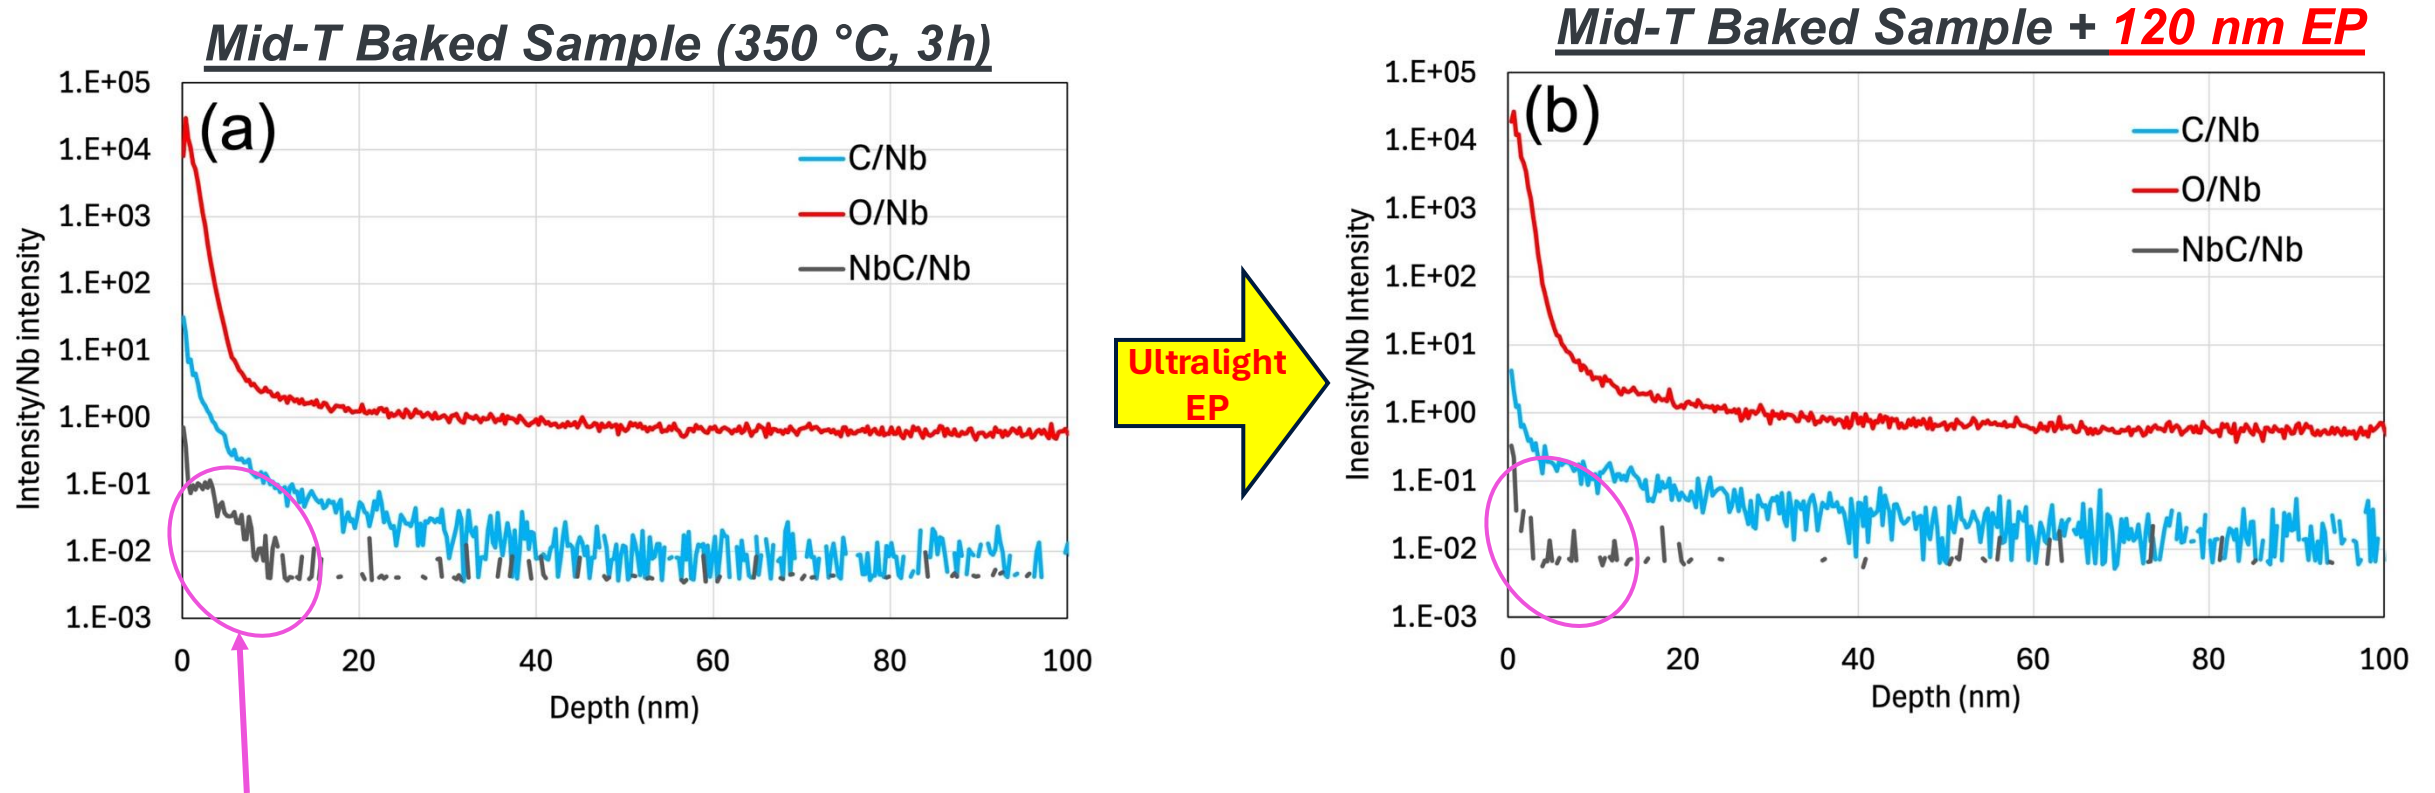 Mid-T Baked Sample (350 °C, 3h)
1.E+05
1.E+04
1.E+03
1.E+02
1.E+01
1.E+00
1.E-01
1.E-02
1.E-03
Intensity/Nb intensity
(a)
C/Nb
O/Nb
NbC/Nb
0
20
40
60
80
100
Depth (nm)
Ultralight
EP
Mid-T Baked Sample + 120 nm EP
1.E+05
1.E+04
1.E+03
1.E+02
1.E+01
1.E+00
1.E-01
1.E-02
1.E-03
Inensity/Nb Intensity
(b)
C/Nb
O/Nb
NbC/Nb
0
20
40
60
80
100
Depth (nm)